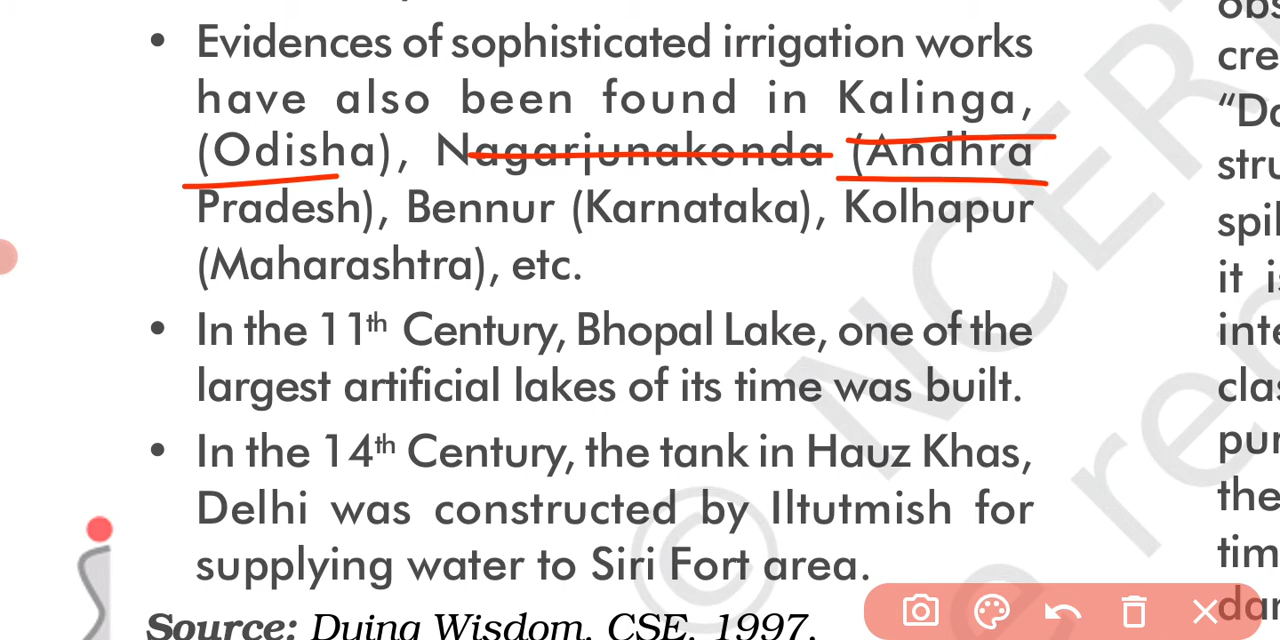 • Evidences of sophisticated irrigation works
have also been found in Kalinga,
(Odisha), Nagarjunakonda (Andhra
Pradesh), Bennur (Karnataka), Kolhapur
(Maharashtra), etc.
• In the 11th Century, Bhopal Lake, one of the
largest artificial lakes of its time was built.
• In the 14th Century, the tank in Hauz Khas,
Delhi was constructed by Iltutmish for
supplying water to Siri Fort area.
Source: Dying Wisdom, CSE, 1997.
© NCERT